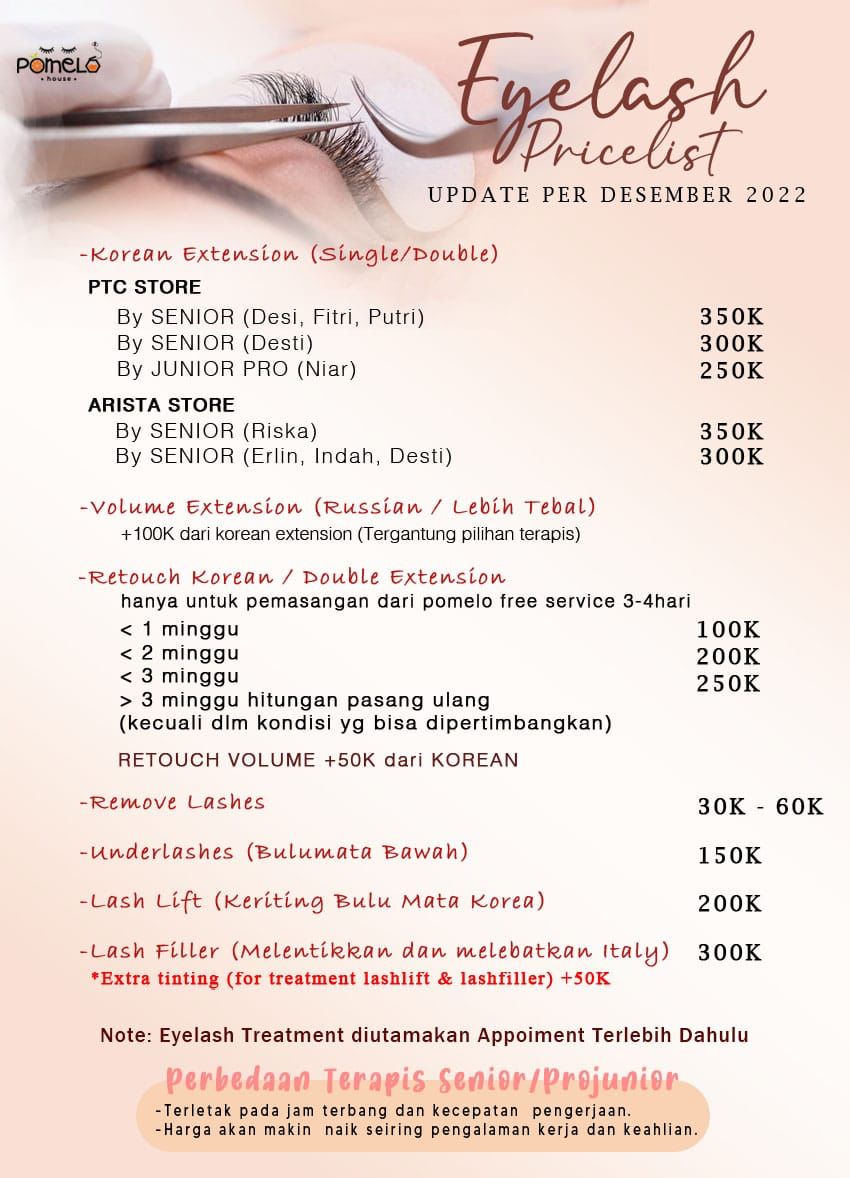 POMELO
house
Eyelash
Pricelist
UPDATE PER DESEMBER 2022
-Korean Extension (Single/Double)
PTC STORE
By SENIOR (Desi, Fitri, Putri) 350K
By SENIOR (Desti) 300K
By JUNIOR PRO (Niar) 250K
ARISTA STORE
By SENIOR (Riska) 350K
By SENIOR (Erlin, Indah, Desti) 300K
-Volume Extension (Russian / Lebih Tebal)
+100K dari korean extension (Tergantung pilihan terapis)
-Retouch Korean / Double Extension
hanya untuk pemasangan dari pomelo free service 3-4hari
< 1 minggu 100K
< 2 minggu 200K
< 3 minggu 250K
> 3 minggu hitungan pasang ulang
(kecuali dlm kondisi yg bisa dipertimbangkan)
RETOUCH VOLUME +50K dari KOREAN
-Remove Lashes 30K - 60K
-Underlashes (Bulumata Bawah) 150K
-Lash Lift (Keriting Bulu Mata Korea) 200K
-Lash Filler (Melentikkan dan melebatkan Italy) 300K
*Extra tinting (for treatment lashlift & lashfiller) +50K
Note: Eyelash Treatment diutamakan Appoiment Terlebih Dahulu
Perbedaan Terapis Senior/Projunior
-Terletak pada jam terbang dan kecepatan pengerjaan.
-Harga akan makin naik seiring pengalaman kerja dan keahlian.